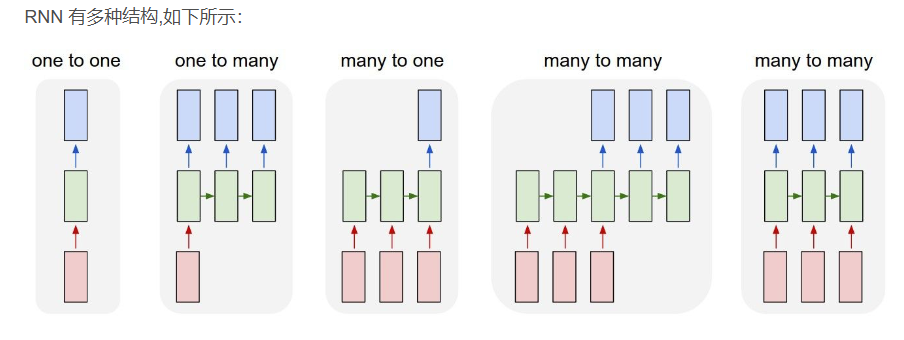 RNN 有多种结构,如下所示：
one to one
one to many
many to one
many to many
many to many